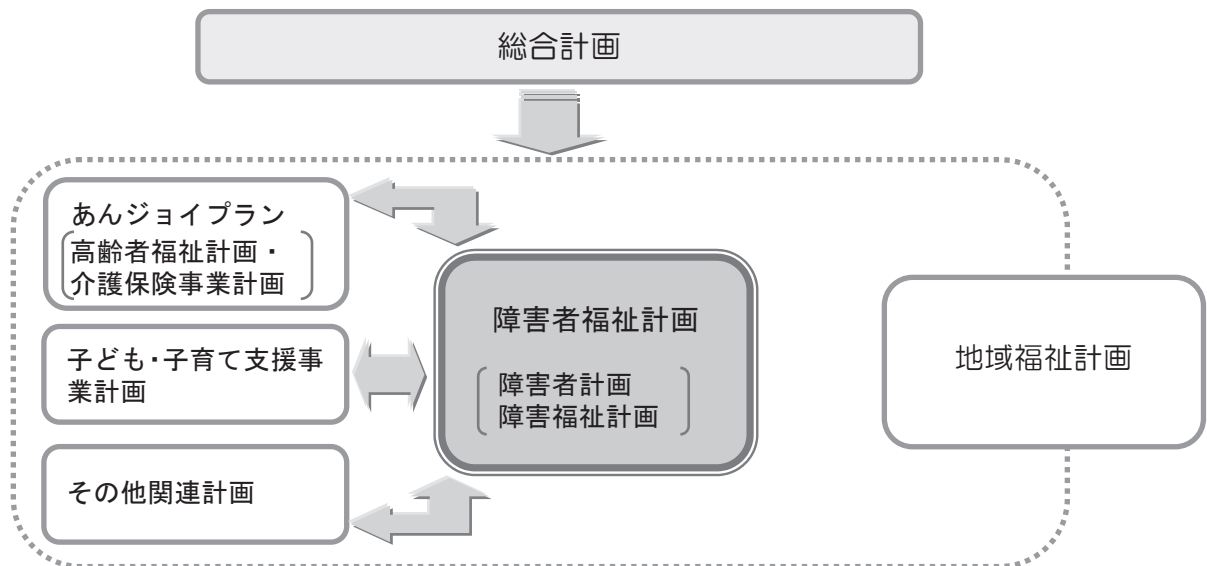 総合計画
あんジョイプラン
高齢者福祉計画・
介護保険事業計画
子ども・子育て支援事
業計画
その他関連計画
障害者福祉計画
障害者計画
障害福祉計画
地域福祉計画